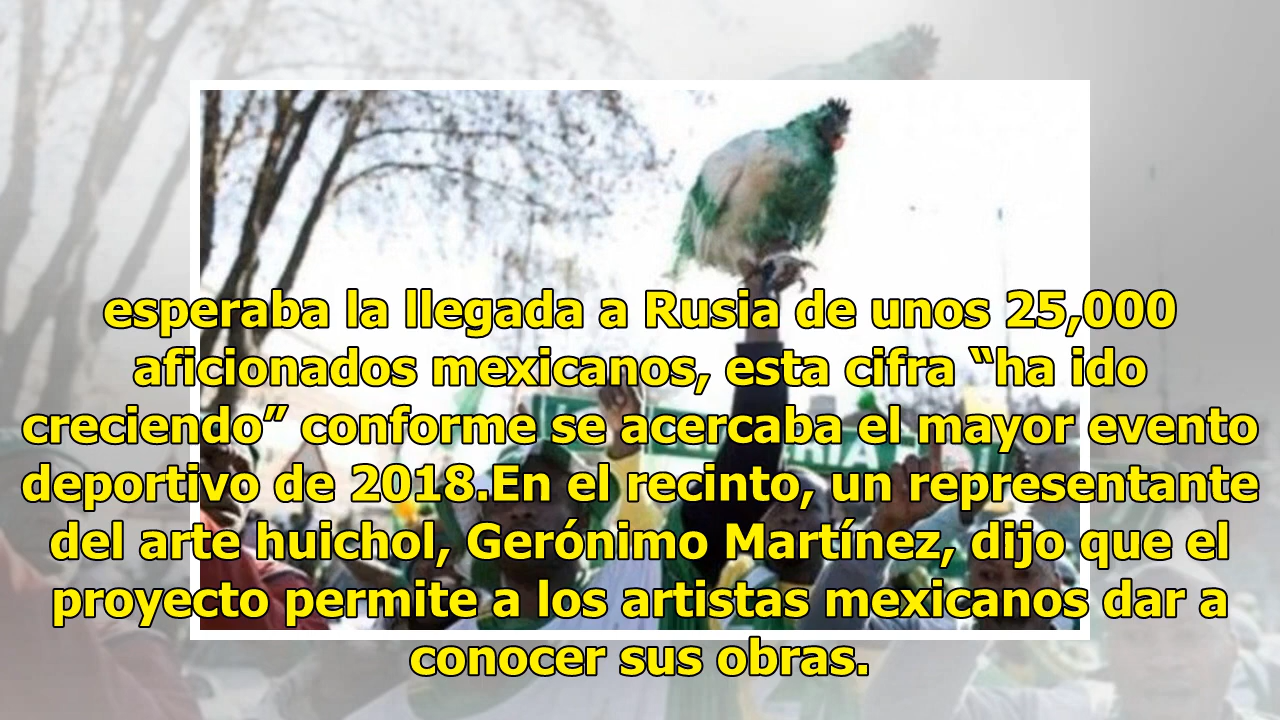 esperaba la llegada a Rusia de unos 25,000
aficionados mexicanos, esta cifra “ha ido
creciendo” conforme se acercaba el mayor evento
deportivo de 2018.En el recinto, un representante
del arte huichol, Gerónimo Martínez, dijo que el
proyecto permite a los artistas mexicanos dar a
conocer sus obras.